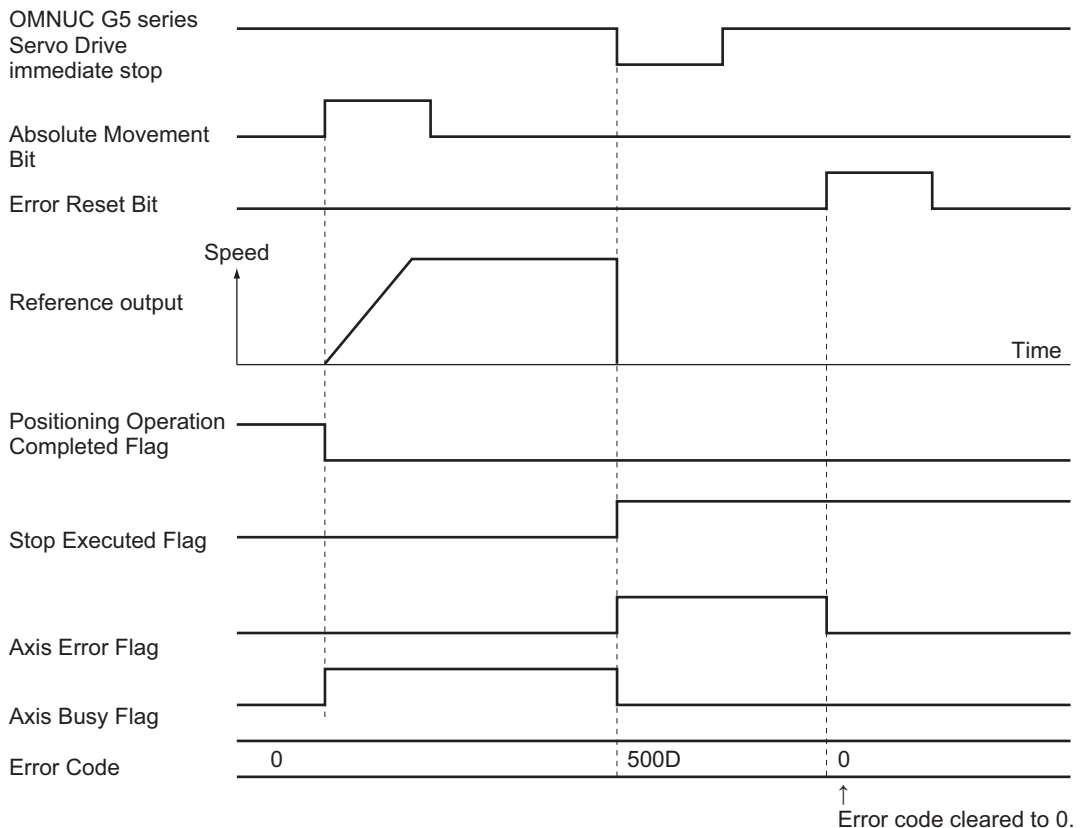 OMNUC G5 series
Servo Drive
immediate stop
Absolute Movement
Bit
Error Reset Bit
Speed
Reference output
Time
Positioning Operation
Completed Flag
Stop Executed Flag
Axis Error Flag
Axis Busy Flag
Error Code
0
500D
0
↑
Error code cleared to 0.